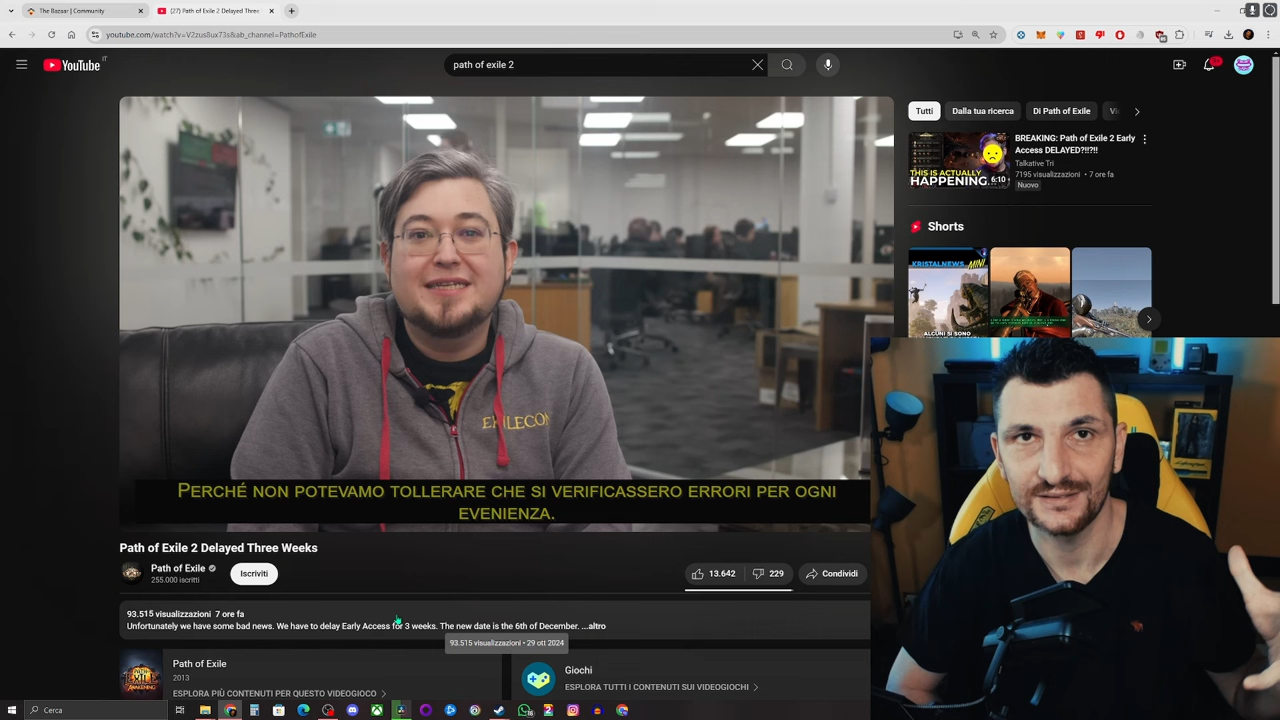 The Bazaar | Community
(27) Path of Exile 2 Delayed Three
youtube.com/watch?v=V2zus8ux73s&ab_channel=PathofExile
YouTube
IT
path of exile 2
Tutti
Dalla tua ricerca
Di Path of Exile
BREAKING: Path of Exile 2 Early
Access DELAYED?!!?!!
Talkative Tri
7195 visualizzazioni • 7 ore fa
Nuovo
THIS IS ACTUALLY
HAPPENING
6:10
Shorts
KRISTALNEWS
MINI
ALCUNI SI SONO
EXILECON
Perché non potevamo tollerare che si verificassero errori per ogni
evenienza.
Path of Exile 2 Delayed Three Weeks
Path of Exile
255.000 iscritti
Iscriviti
13.642
229
Condividi
93.515 visualizzazioni 7 ore fa
Unfortunately we have some bad news. We have to delay Early Access for 3 weeks. The new date is the 6th of December. ...altro
93.515 visualizzazioni • 29 ott 2024
Path of Exile
2013
ESPLORA PIÙ CONTENUTI PER QUESTO VIDEOGIOCO
Giochi
ESPLORA TUTTI I CONTENUTI SUI VIDEOGIOCHI
Cerca